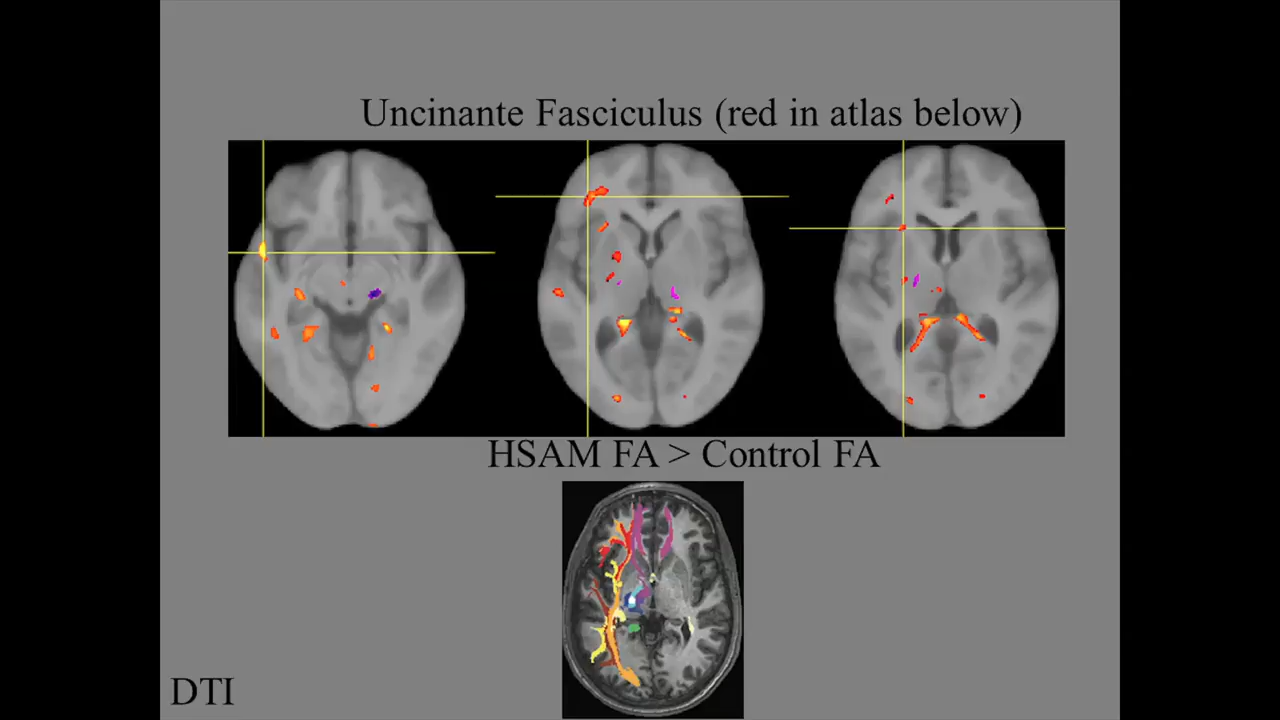 Uncinante Fasciculus (red in atlas below)
HSAM FA > Control FA
DTI